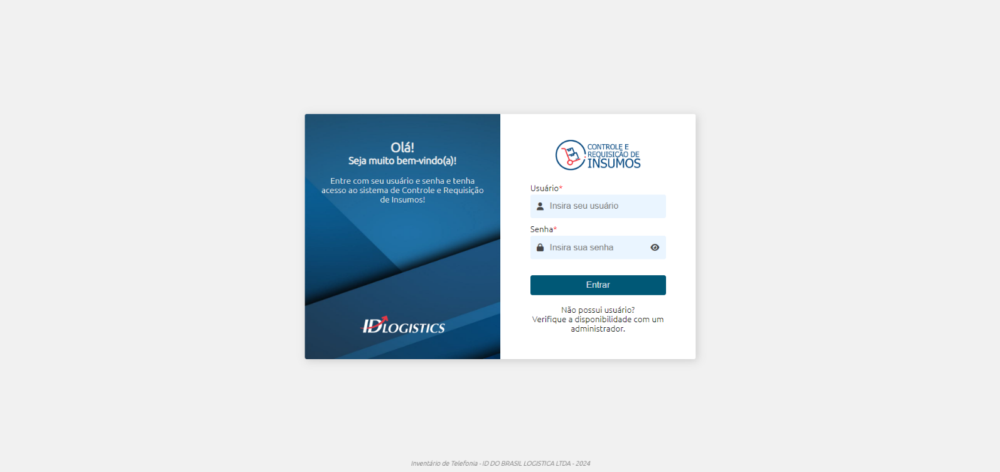 Olá!
Seja muito bem-vindo(a)!
Entre com seu usuário e senha e tenha
acesso ao sistema de Controle e Requisição
de Insumos!
ID LOGISTICS
CONTROLE E
REQUISIÇÃO DE
INSUMOS
Usuário*
Insira seu usuário
Senha*
Insira sua senha
Entrar
Não possui usuário?
Verifique a disponibilidade com um
administrador.
Inventário de Telefonia - ID DO BRASIL LOGISTICA LTDA - 2024